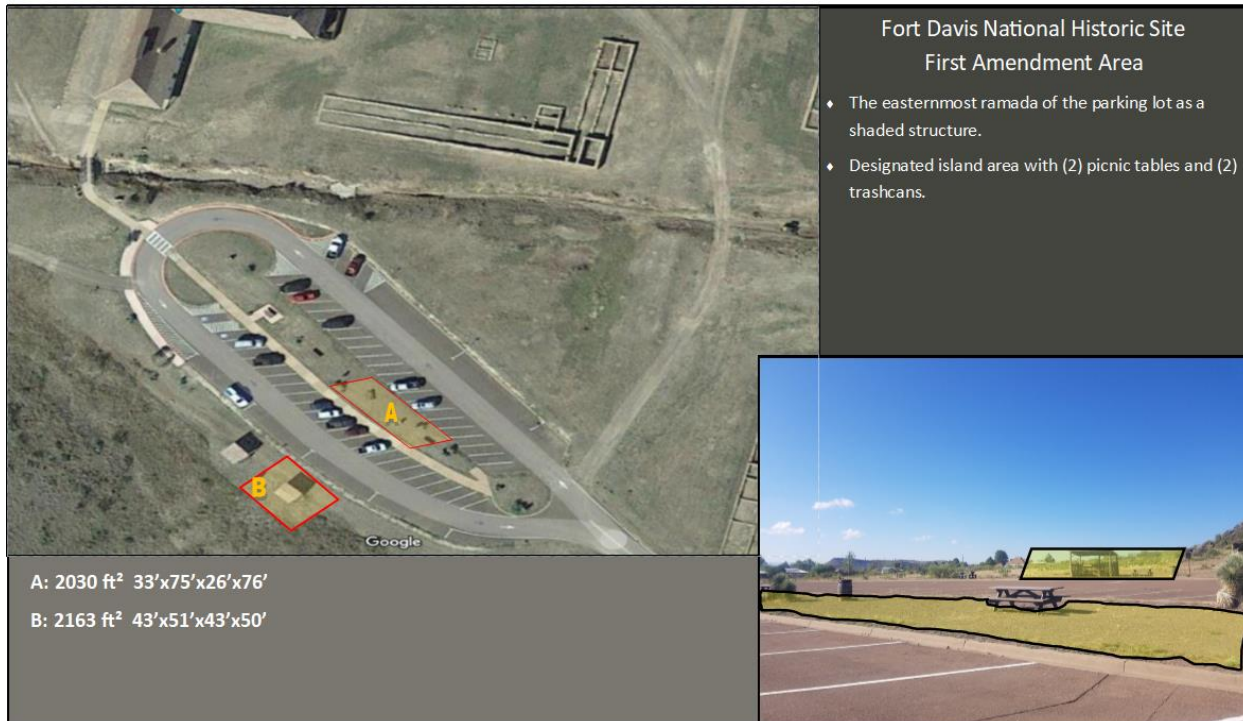 Fort Davis National Historic Site
First Amendment Area
♦ The easternmost ramada of the parking lot as a
shaded structure.
♦ Designated island area with (2) picnic tables and (2)
trashcans.
A
B
Google
A: 2030 ft² 33’x75’x26’x76’
B: 2163 ft² 43’x51’x43’x50’